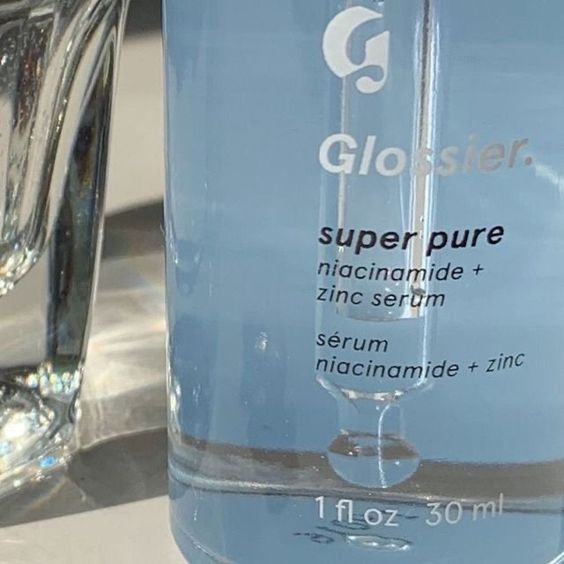 G
Glossier.
super pure
niacinamide +
zinc serum
sérum
niacinamide + zinc
1 fl oz - 30 ml